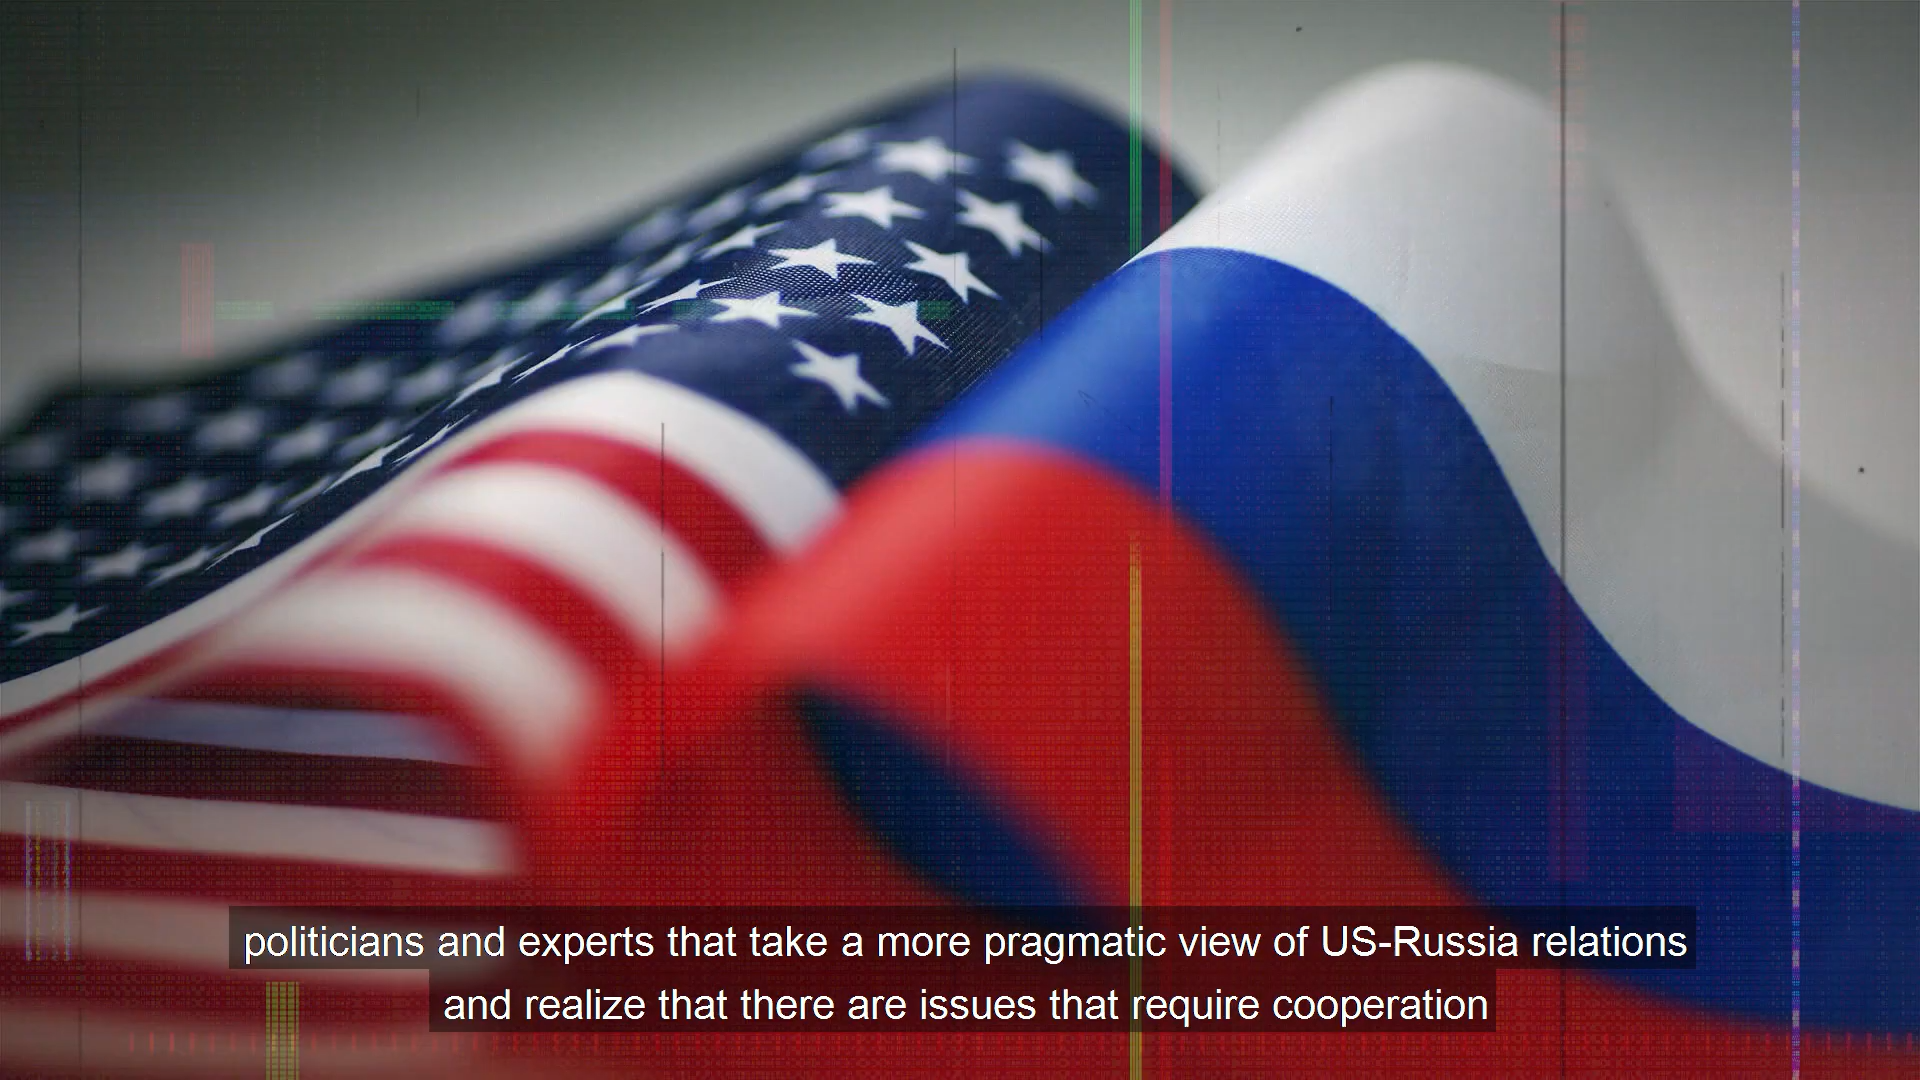 politicians and experts that take a more pragmatic view of US-Russia relations
and realize that there are issues that require cooperation